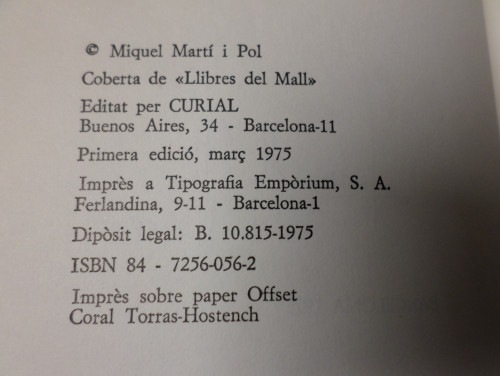 © Miquel Martí i Pol
Coberta de «Llibres del Mall»
Editat per CURIAL
Buenos Aires, 34 - Barcelona-11
Primera edició, març 1975
Imprès a Tipografia Empòrium, S. A.
Ferlandina, 9-11 - Barcelona-1
Dipòsit legal: B. 10.815-1975
ISBN 84 - 7256-056-2
Imprès sobre paper Offset
Coral Torras-Hostench